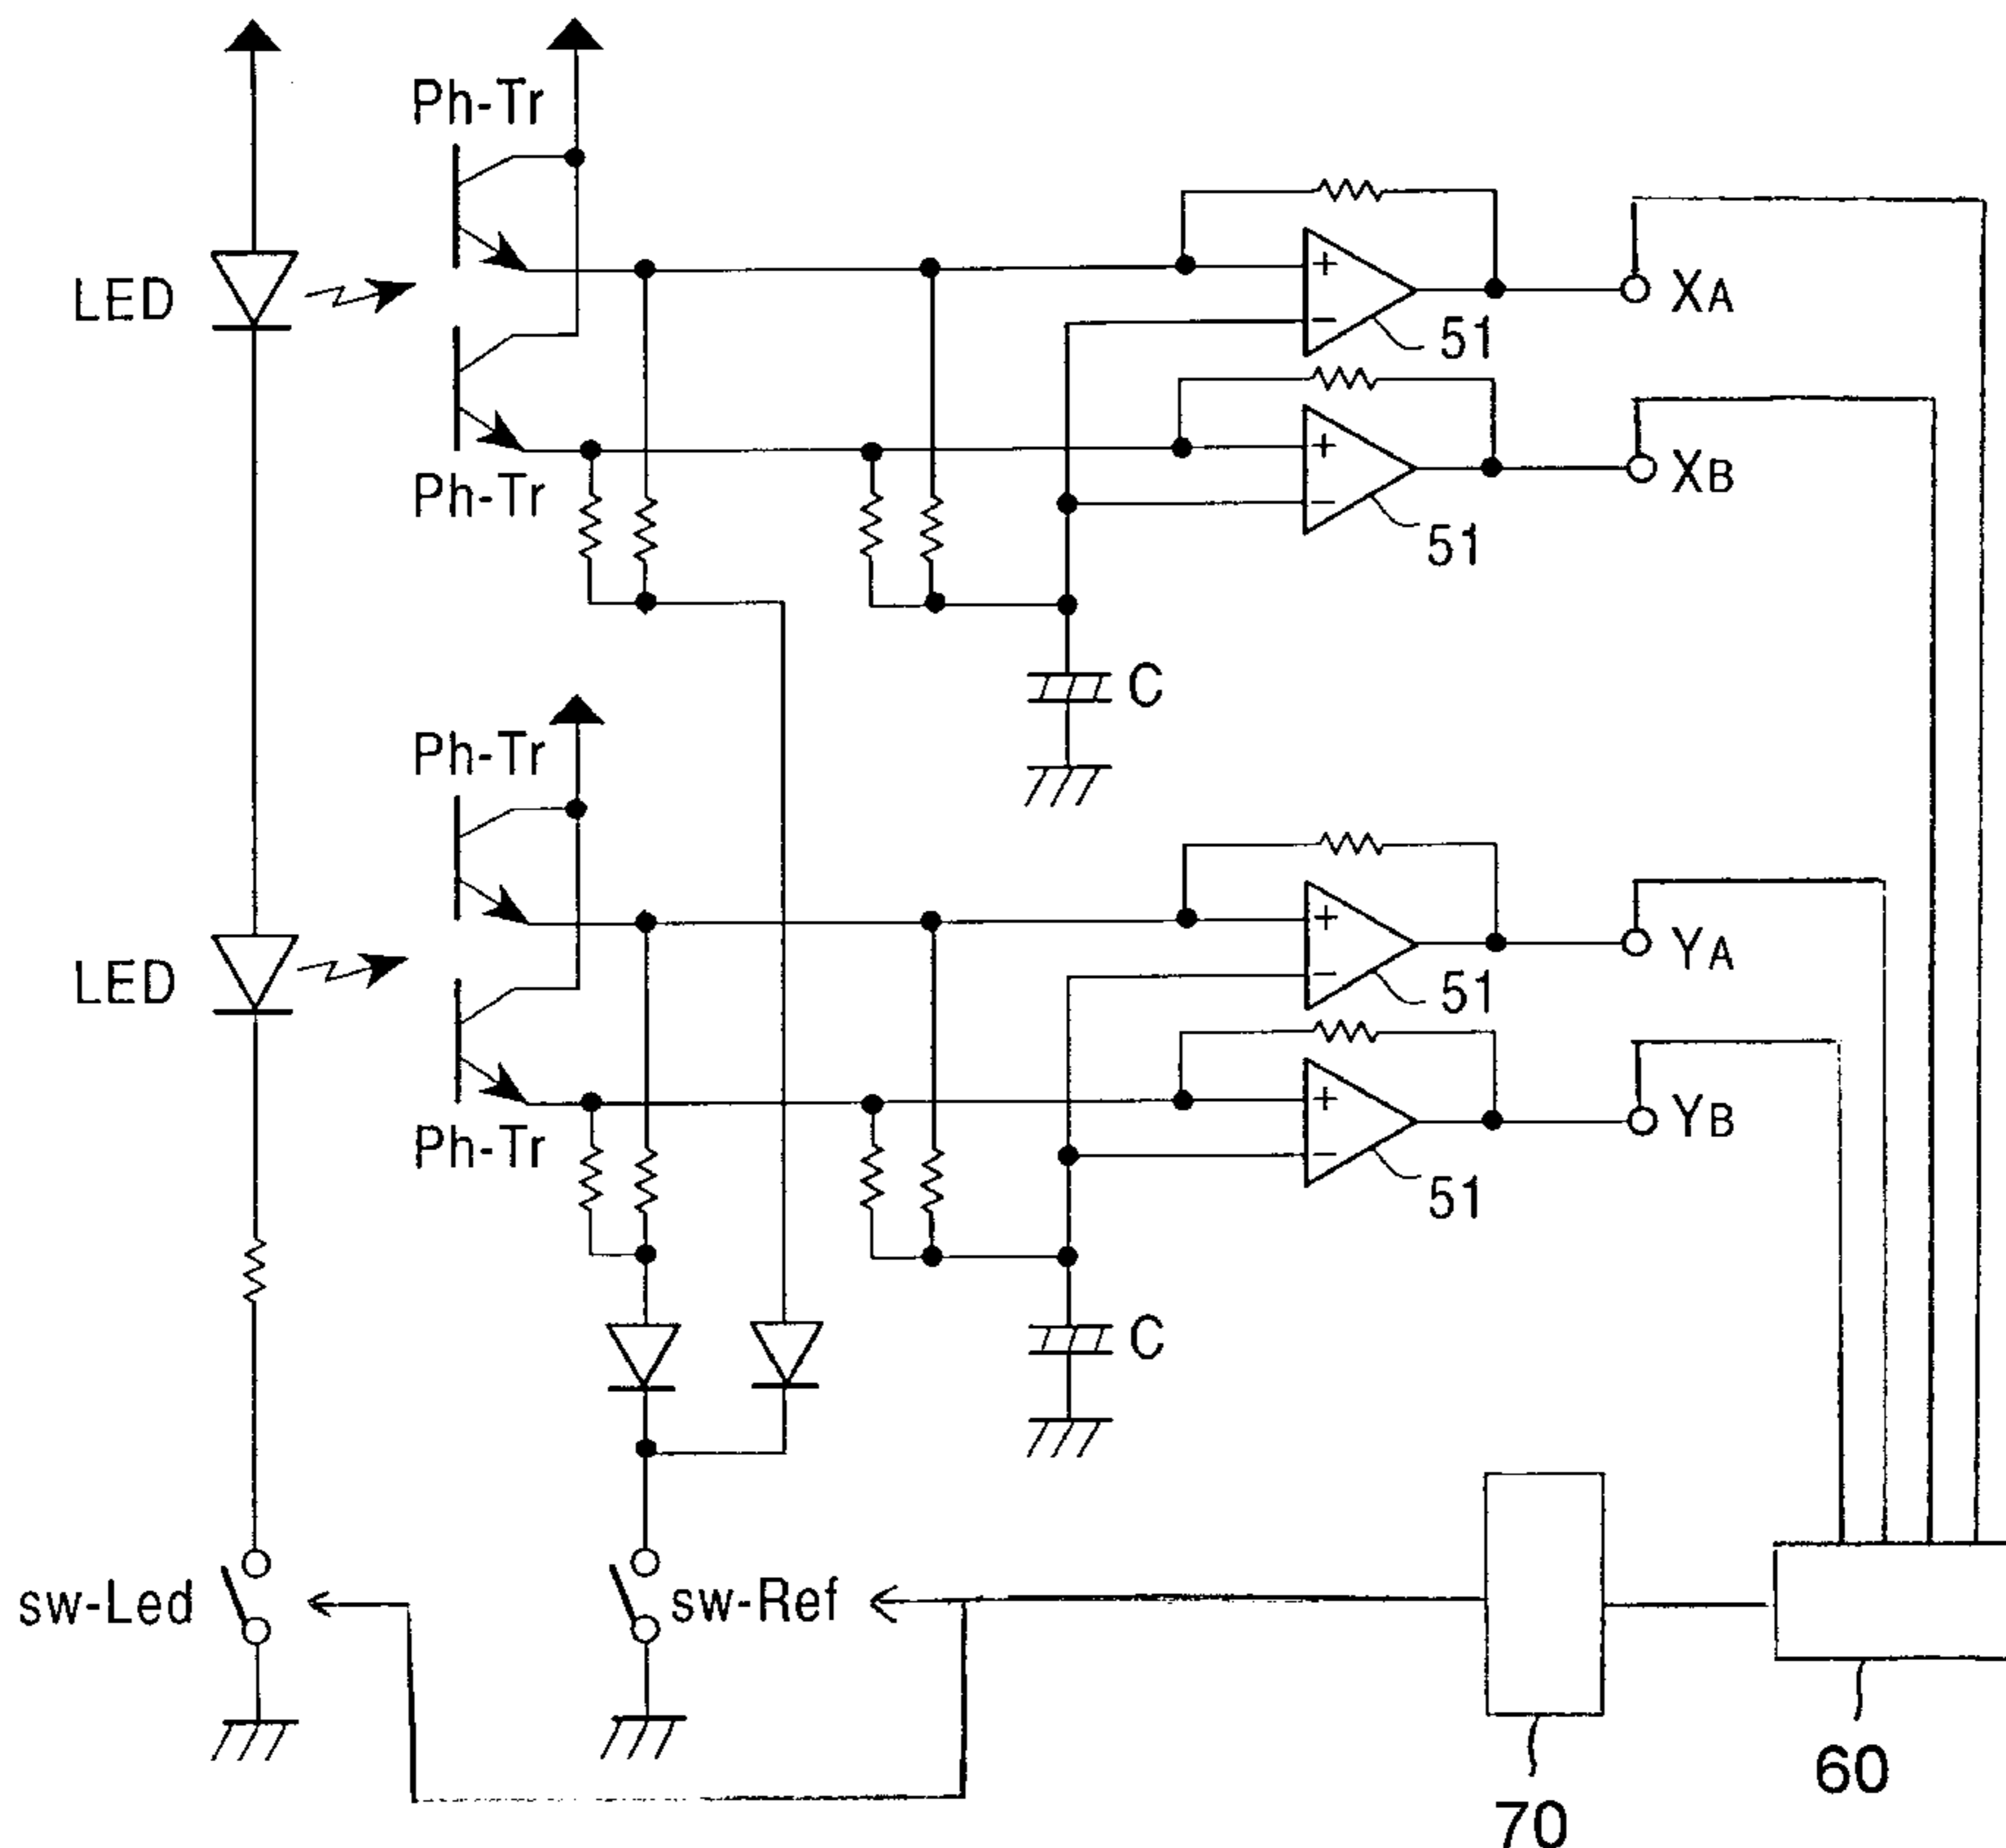 Ph-Tr
LED
+
−
51
XA
Ph-Tr
+
−
51
XB
C
Ph-Tr
LED
+
−
51
YA
Ph-Tr
+
−
51
YB
C
sw-Led
sw-Ref
70
60